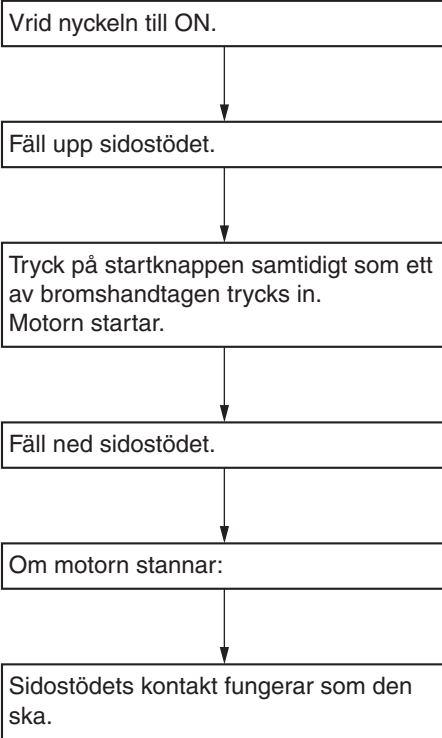 Vrid nyckeln till ON.
Fäll upp sidostödet.
Tryck på startknappen samtidigt som ett
av bromshandtagen trycks in.
Motorn startar.
Fäll ned sidostödet.
Om motorn stannar:
Sidostödets kontakt fungerar som den
ska.